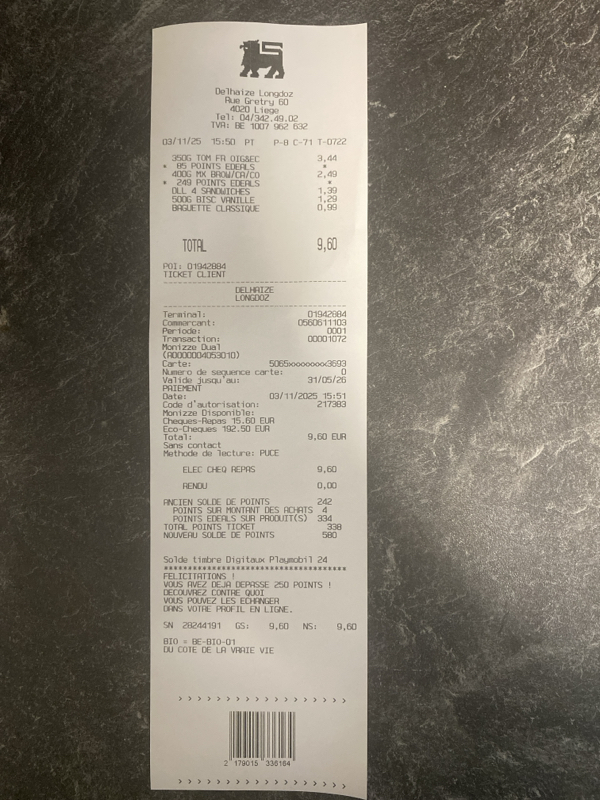 Delhaize Longdoz
Rue Gretry 60
4020 Liege
Tel: 04/342.49.02
TVA: BE 1007 962 632
03/11/25 15:50 PT P-8 C-71 T-0722
350G TOM FR OIG&EC 3,44
* 85 POINTS EDEALS *
400G MX BROW/CA/CO 2,49
* 249 POINTS EDEALS *
DLL 4 SANDWICHES 1,39
500G BISC VANILLE 1,29
BAGUETTE CLASSIQUE 0,99
TOTAL 9,60
POI: 01942884
TICKET CLIENT
DELHAIZE
LONGDOZ
Terminal: 01942884
Commercant: 0560611103
Periode: 0001
Transaction: 00001072
Monizze Dual
(A0000004053010)
Carte: 5065xxxxxxxx3693
Numero de sequence carte: 0
Valide jusqu'au: 31/05/26
PAIEMENT
Date: 03/11/2025 15:51
Code d'autorisation: 217383
Monizze Disponible:
Cheques-Repas 15.60 EUR
Eco-Cheques 192.50 EUR
Total: 9,60 EUR
Sans contact
Methode de lecture: PUCE
ELEC CHEQ REPAS 9,60
RENDU 0,00
ANCIEN SOLDE DE POINTS 242
POINTS SUR MONTANT DES ACHATS 4
POINTS EDEALS SUR PRODUIT(S) 334
TOTAL POINTS TICKET 338
NOUVEAU SOLDE DE POINTS 580
Solde timbre Digitaux Playmobil 24
****************************************
FELICITATIONS !
VOUS AVEZ DEJA DEPASSE 250 POINTS !
DECOUVREZ CONTRE QUOI
VOUS POUVEZ LES ECHANGER
DANS VOTRE PROFIL EN LIGNE.
SN 28244191 GS: 9,60 NS: 9,60
BIO = BE-BIO-01
DU COTE DE LA VRAIE VIE
2 179015 336164